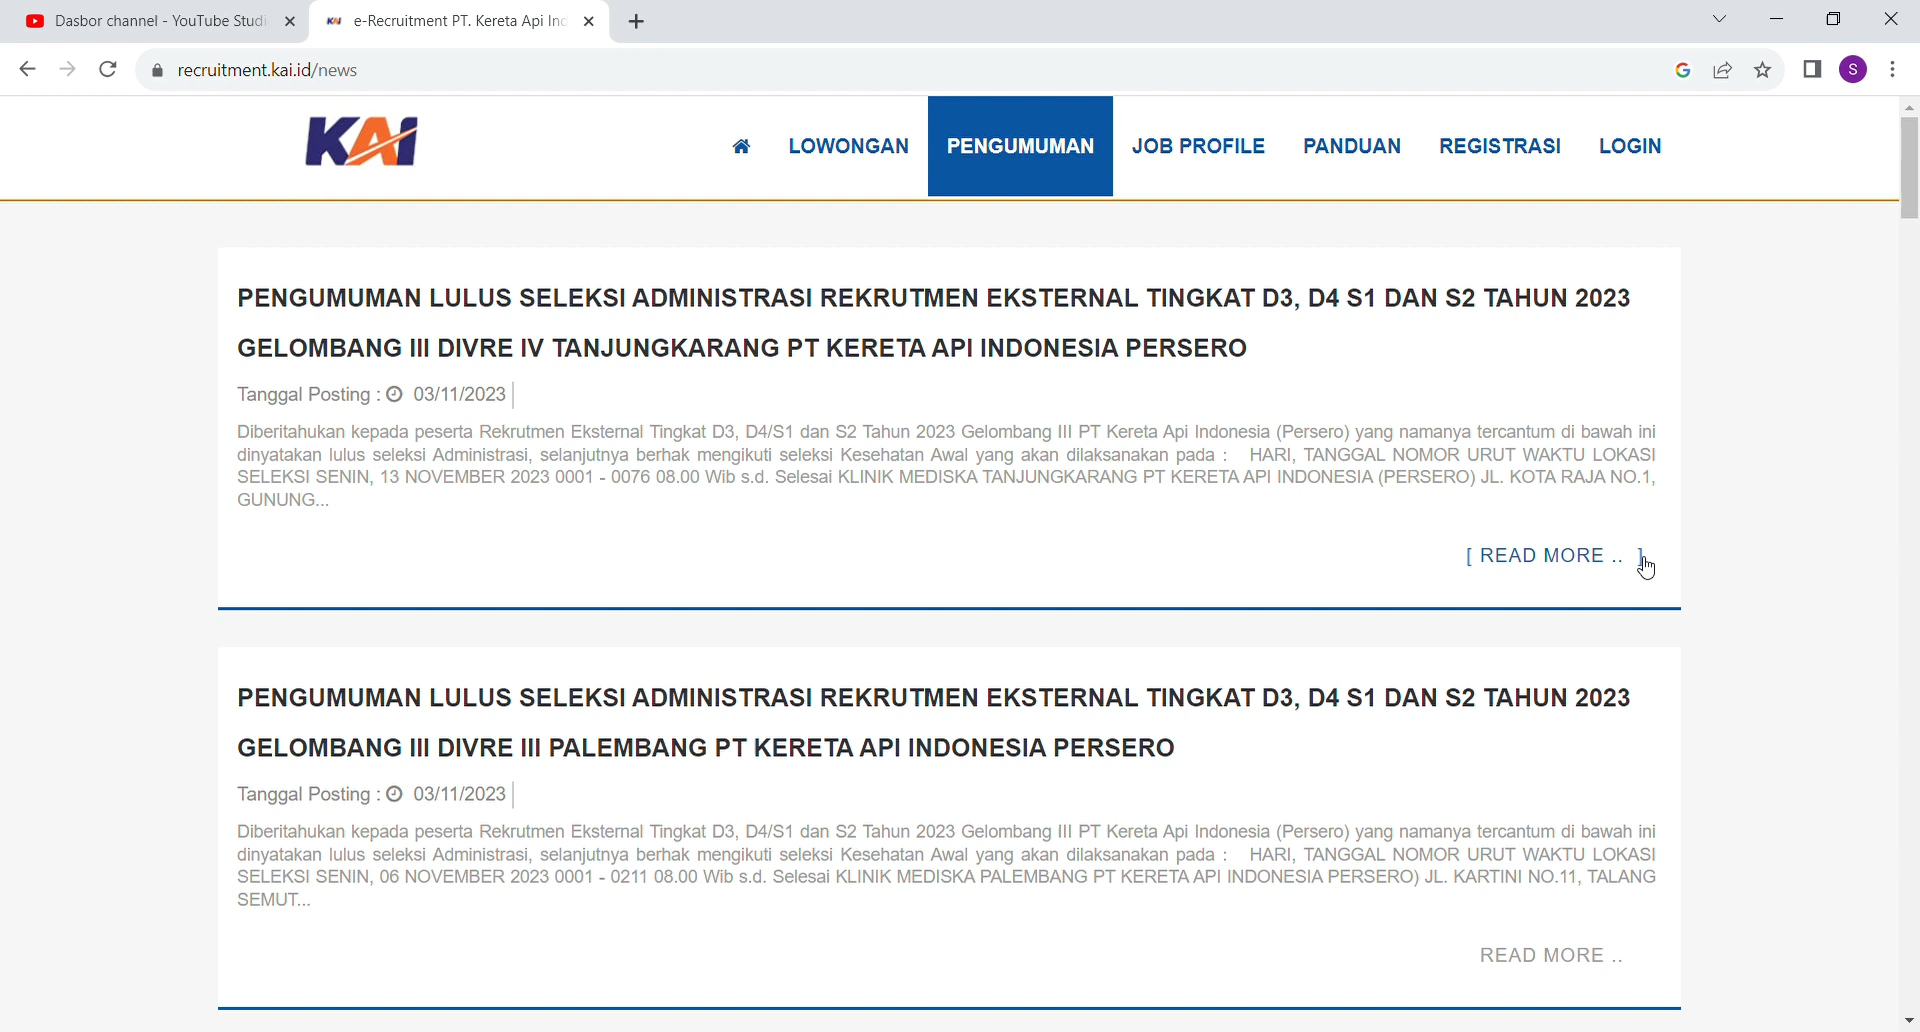 Dasbor channel - YouTube Studi
e-Recruitment PT. Kereta Api Ind
recruitment.kai.id/news
S
KAI
LOWONGAN
PENGUMUMAN
JOB PROFILE
PANDUAN
REGISTRASI
LOGIN
PENGUMUMAN LULUS SELEKSI ADMINISTRASI REKRUTMEN EKSTERNAL TINGKAT D3, D4 S1 DAN S2 TAHUN 2023
GELOMBANG III DIVRE IV TANJUNGKARANG PT KERETA API INDONESIA PERSERO
Tanggal Posting : 03/11/2023
Diberitahukan kepada peserta Rekrutmen Eksternal Tingkat D3, D4/S1 dan S2 Tahun 2023 Gelombang III PT Kereta Api Indonesia (Persero) yang namanya tercantum di bawah ini
dinyatakan lulus seleksi Administrasi, selanjutnya berhak mengikuti seleksi Kesehatan Awal yang akan dilaksanakan pada : HARI, TANGGAL NOMOR URUT WAKTU LOKASI
SELEKSI SENIN, 13 NOVEMBER 2023 0001 - 0076 08.00 Wib s.d. Selesai KLINIK MEDISKA TANJUNGKARANG PT KERETA API INDONESIA (PERSERO) JL. KOTA RAJA NO.1,
GUNUNG...
[ READ MORE .. ]
PENGUMUMAN LULUS SELEKSI ADMINISTRASI REKRUTMEN EKSTERNAL TINGKAT D3, D4 S1 DAN S2 TAHUN 2023
GELOMBANG III DIVRE III PALEMBANG PT KERETA API INDONESIA PERSERO
Tanggal Posting : 03/11/2023
Diberitahukan kepada peserta Rekrutmen Eksternal Tingkat D3, D4/S1 dan S2 Tahun 2023 Gelombang III PT Kereta Api Indonesia (Persero) yang namanya tercantum di bawah ini
dinyatakan lulus seleksi Administrasi, selanjutnya berhak mengikuti seleksi Kesehatan Awal yang akan dilaksanakan pada : HARI, TANGGAL NOMOR URUT WAKTU LOKASI
SELEKSI SENIN, 06 NOVEMBER 2023 0001 - 0211 08.00 Wib s.d. Selesai KLINIK MEDISKA PALEMBANG PT KERETA API INDONESIA PERSERO) JL. KARTINI NO.11, TALANG
SEMUT...
READ MORE ..